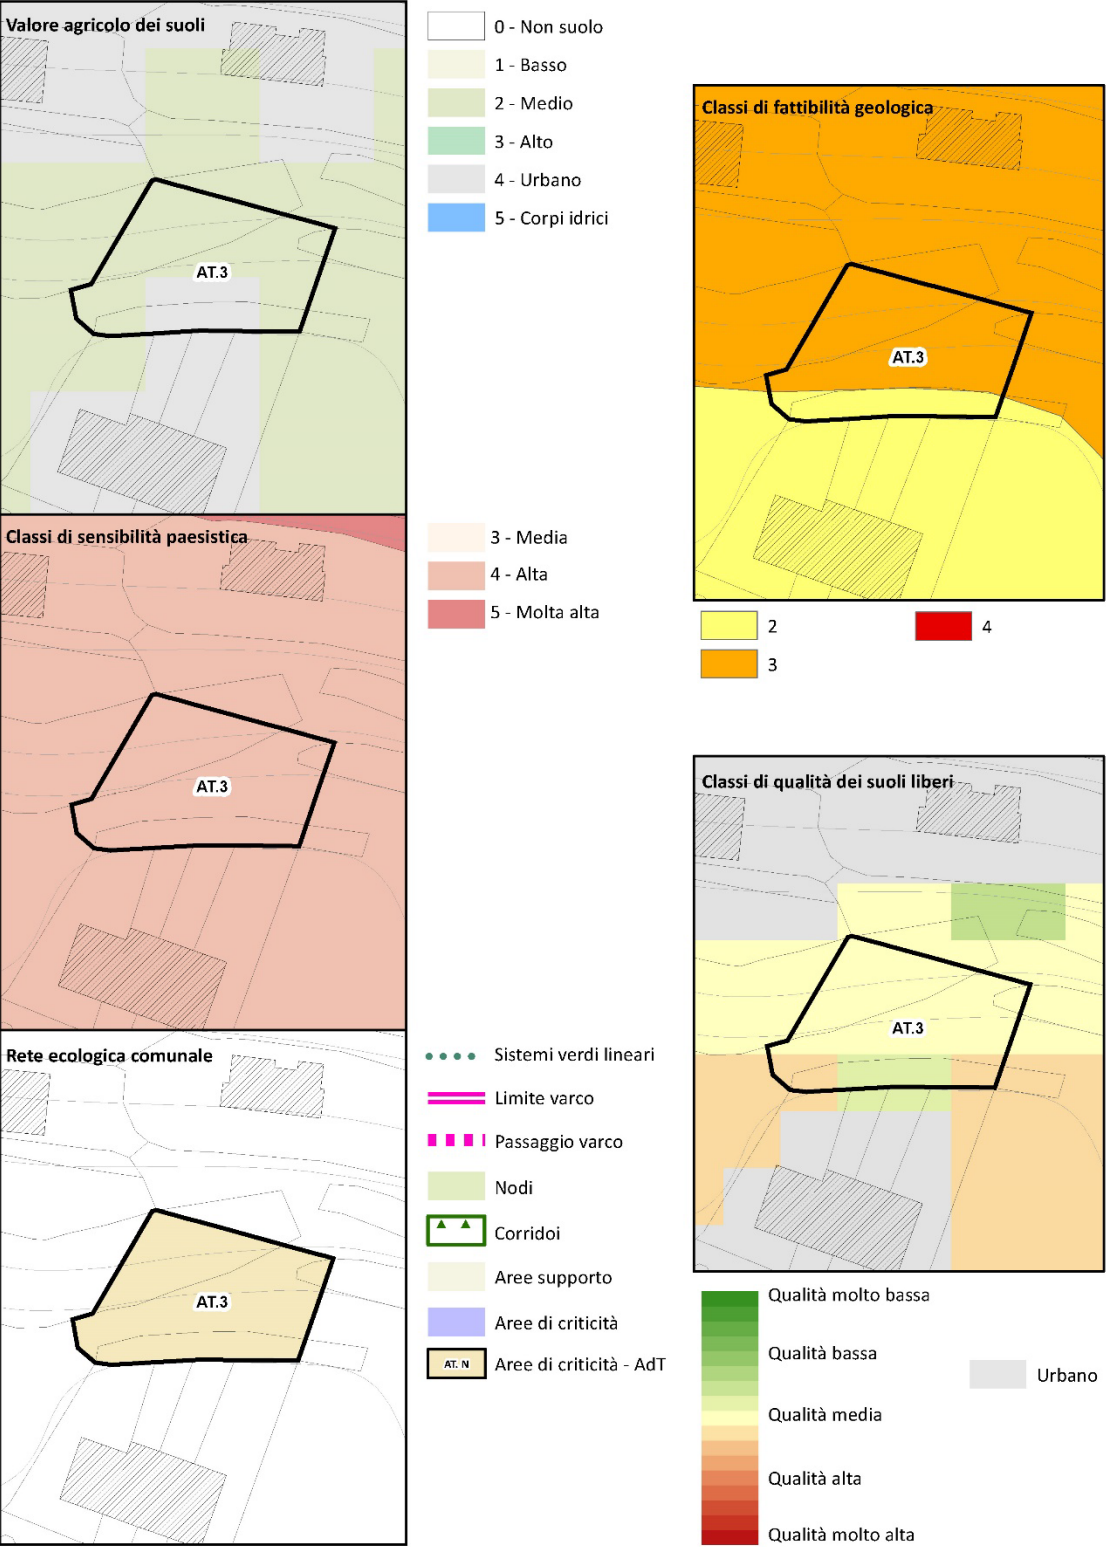 Valore agricolo dei suoli
AT.3
0 - Non suolo
1 - Basso
2 - Medio
3 - Alto
4 - Urbano
5 - Corpi idrici
Classi di fattibilità geologica
AT.3
2
3
4
Classi di sensibilità paesistica
AT.3
3 - Media
4 - Alta
5 - Molta alta
Classi di qualità dei suoli liberi
AT.3
Qualità molto bassa
Qualità bassa
Qualità media
Qualità alta
Qualità molto alta
Urbano
Rete ecologica comunale
AT.3
Sistemi verdi lineari
Limite varco
Passaggio varco
Nodi
Corridoi
Aree supporto
Aree di criticità
AT. N
Aree di criticità - AdT